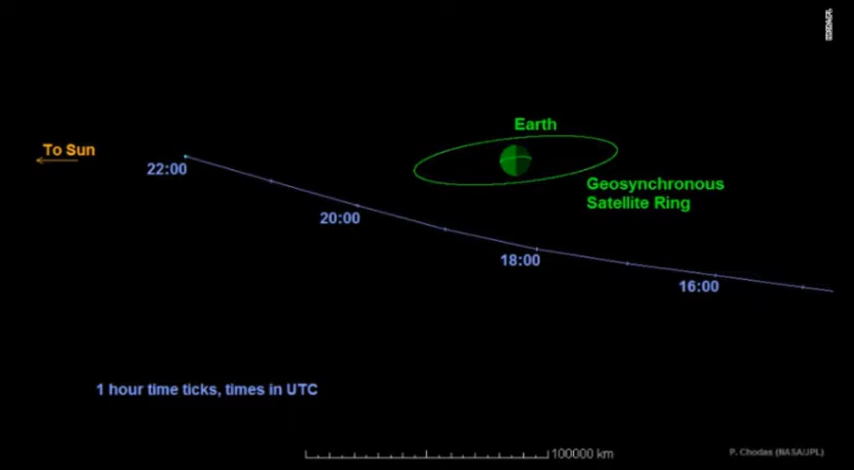 Earth
To Sun
22:00
Geosynchronous
Satellite Ring
20:00
18:00
16:00
1 hour time ticks, times in UTC
100000 km
P. Chodas (NASA/JPL)